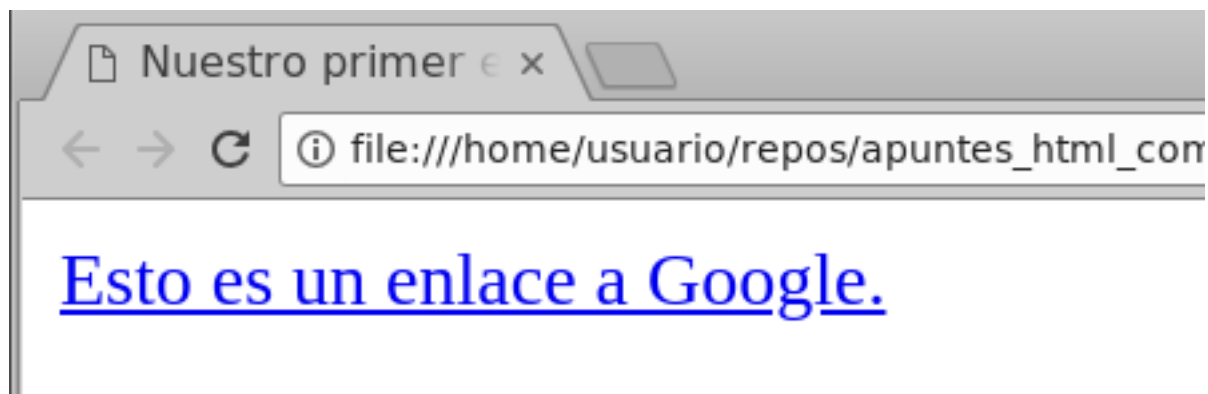 Nuestro primer e
file:///home/usuario/repos/apuntes_html_com
Esto es un enlace a Google.